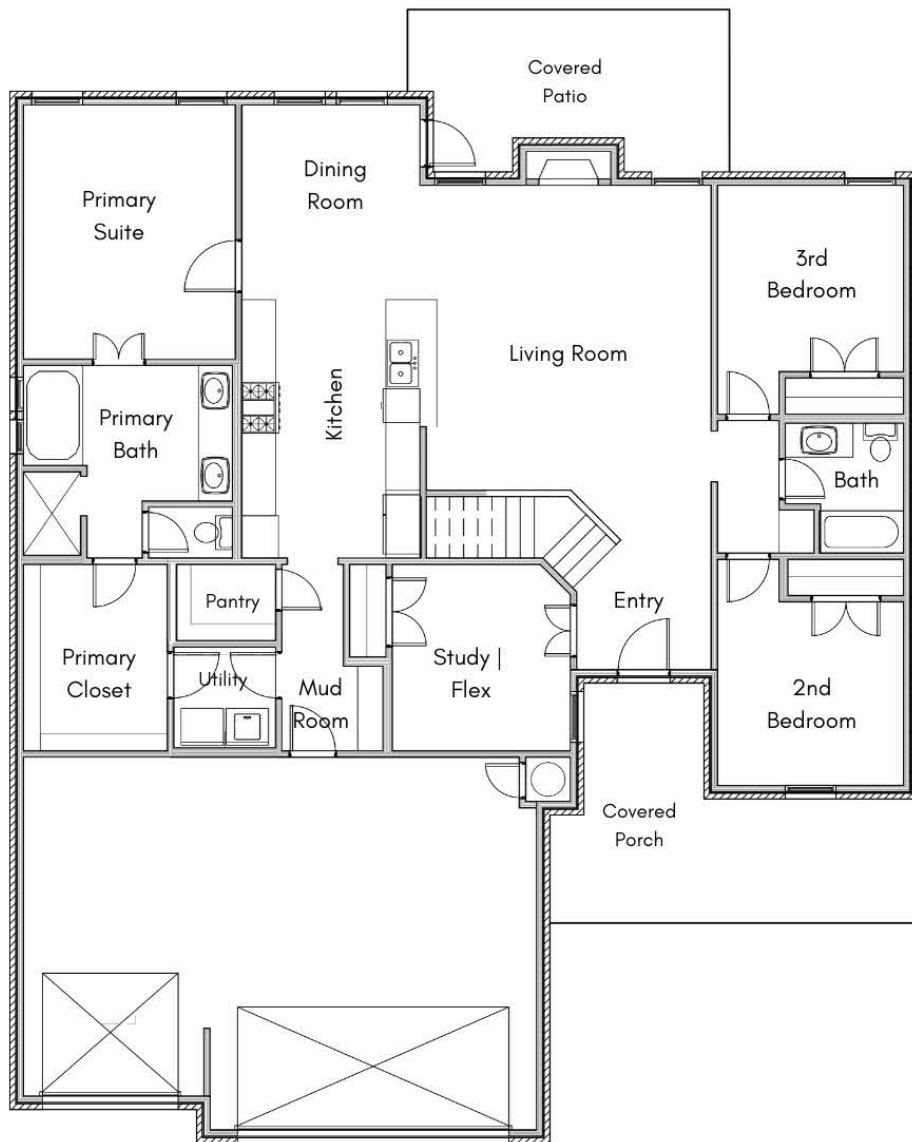 Covered
Patio
Dining
Room
Primary
Suite
3rd
Bedroom
Living Room
Kitchen
Primary
Bath
Bath
Pantry
Entry
Primary
Closet
Utility
Study |
Flex
Mud
Room
2nd
Bedroom
Covered
Porch